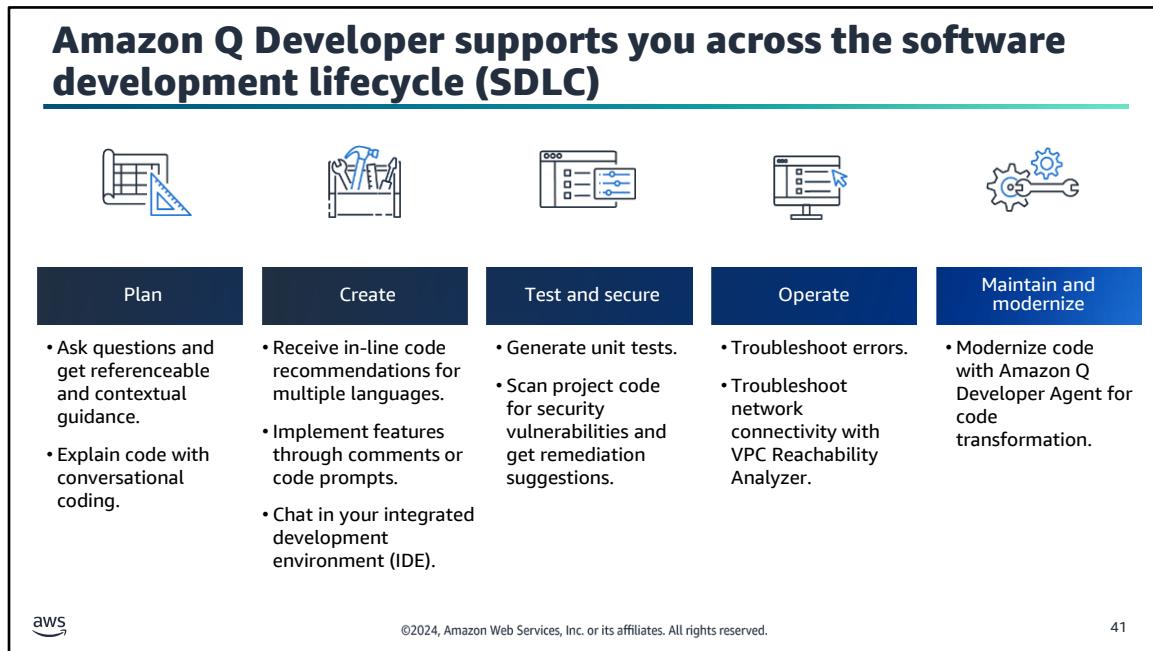 Amazon Q Developer supports you across the software
development lifecycle (SDLC)
Plan
• Ask questions and
get referenceable
and contextual
guidance.
• Explain code with
conversational
coding.
Create
• Receive in-line code
recommendations for
multiple languages.
• Implement features
through comments or
code prompts.
• Chat in your integrated
development
environment (IDE).
Test and secure
• Generate unit tests.
• Scan project code
for security
vulnerabilities and
get remediation
suggestions.
Operate
• Troubleshoot errors.
• Troubleshoot
network
connectivity with
VPC Reachability
Analyzer.
Maintain and
modernize
• Modernize code
with Amazon Q
Developer Agent for
code
transformation.
aws
©2024, Amazon Web Services, Inc. or its affiliates. All rights reserved.
41